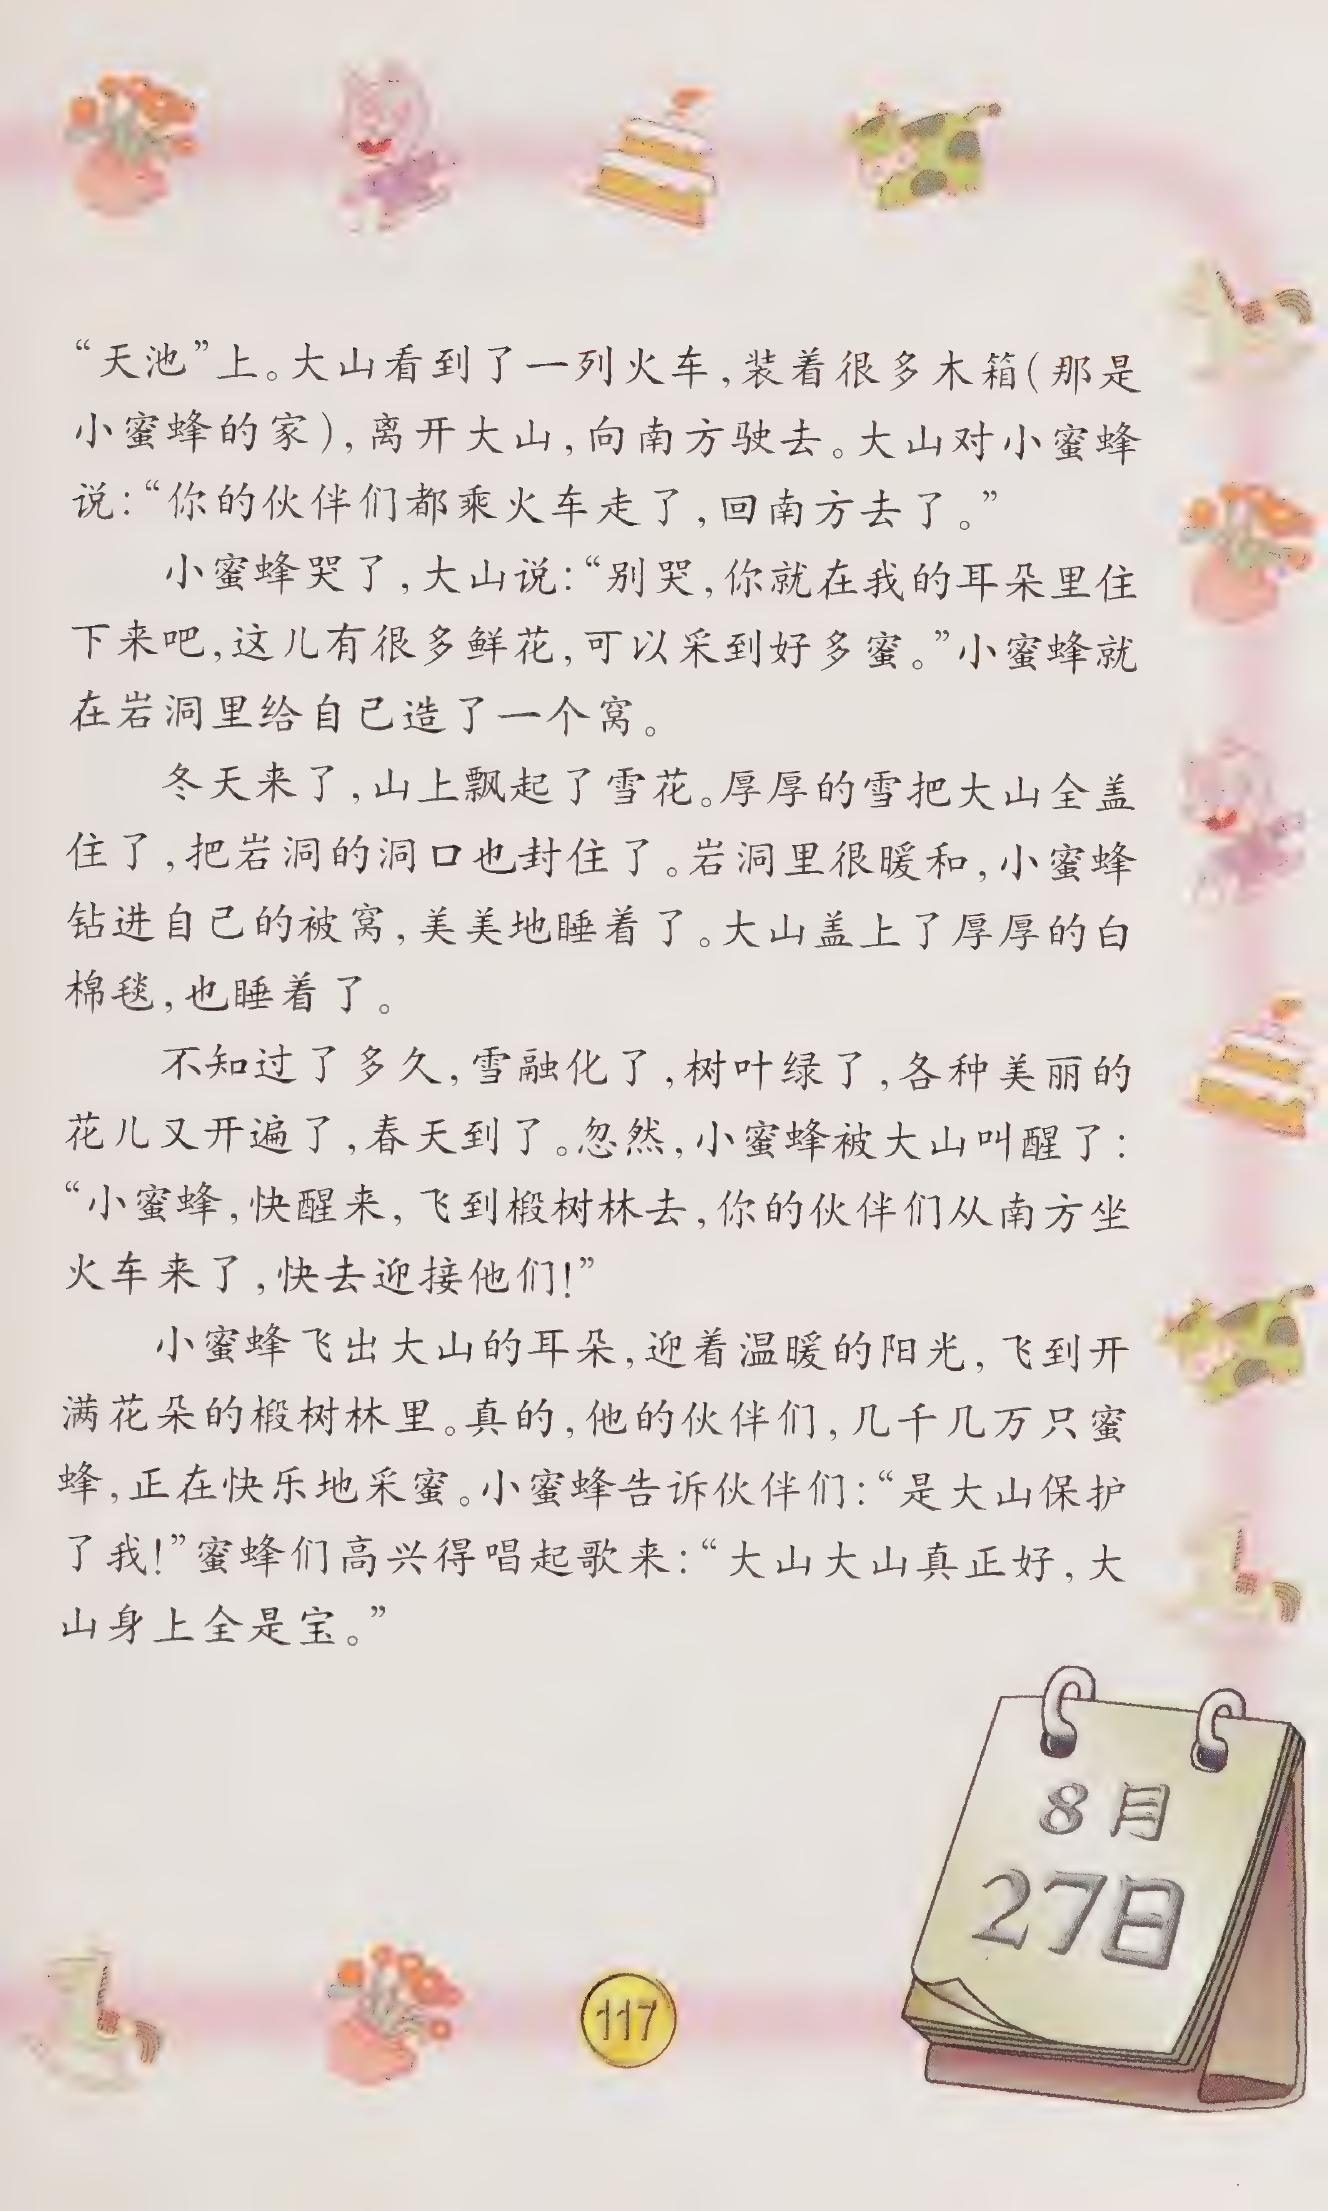 “天池”上。大山看到了一列火车,装着很多木箱(那是
小蜜蜂的家),离开大山,向南方驶去。大山对小蜜蜂
说:“你的伙伴们都乘火车走了,回南方去了。”
小蜜蜂哭了,大山说:“别哭,你就在我的耳朵里住
下来吧,这儿有很多鲜花,可以采到好多蜜。”小蜜蜂就
在岩洞里给自己造了一个窝。
冬天来了,山上飘起了雪花。厚厚的雪把大山全盖
住了,把岩洞的洞口也封住了。岩洞里很暖和,小蜜蜂
钻进自己的被窝,美美地睡着了。大山盖上了厚厚的白
棉毯,也睡着了。
不知过了多久,雪融化了,树叶绿了,各种美丽的
花儿又开遍了,春天到了。忽然,小蜜蜂被大山叫醒了:
“小蜜蜂,快醒来,飞到椴树林去,你的伙伴们从南方坐
火车来了,快去迎接他们!”
小蜜蜂飞出大山的耳朵,迎着温暖的阳光,飞到开
满花朵的椴树林里。真的,他的伙伴们,几千几万只蜜
蜂,正在快乐地采蜜。小蜜蜂告诉伙伴们:“是大山保护
了我!”蜜蜂们高兴得唱起歌来:“大山大山真正好,大
山身上全是宝。”
8月
27日
117